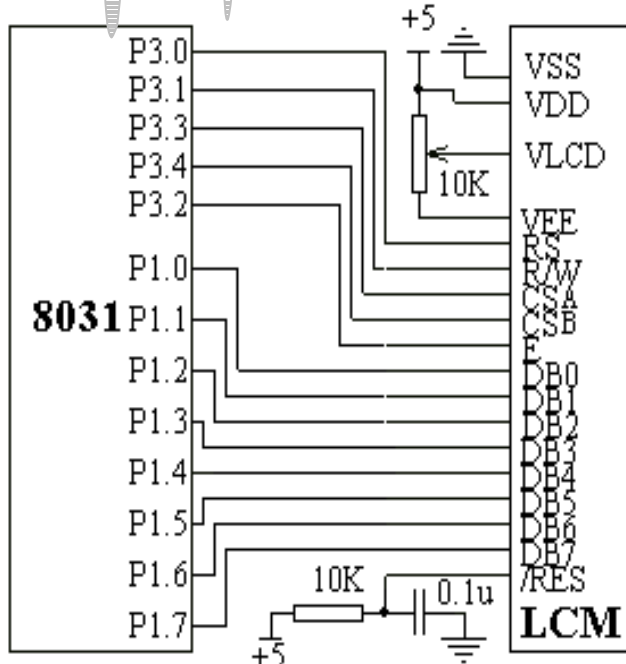 P3.0
P3.1
P3.3
P3.4
P3.2
P1.0
8031
P1.1
P1.2
P1.3
P1.4
P1.5
P1.6
P1.7
+5
10K
VSS
VDD
VLCD
VEE
RS
R/W
CSA
CSB
E
DB0
DB1
DB2
DB3
DB4
DB5
DB6
DB7
/RES
LCM
10K
0.1u
+5